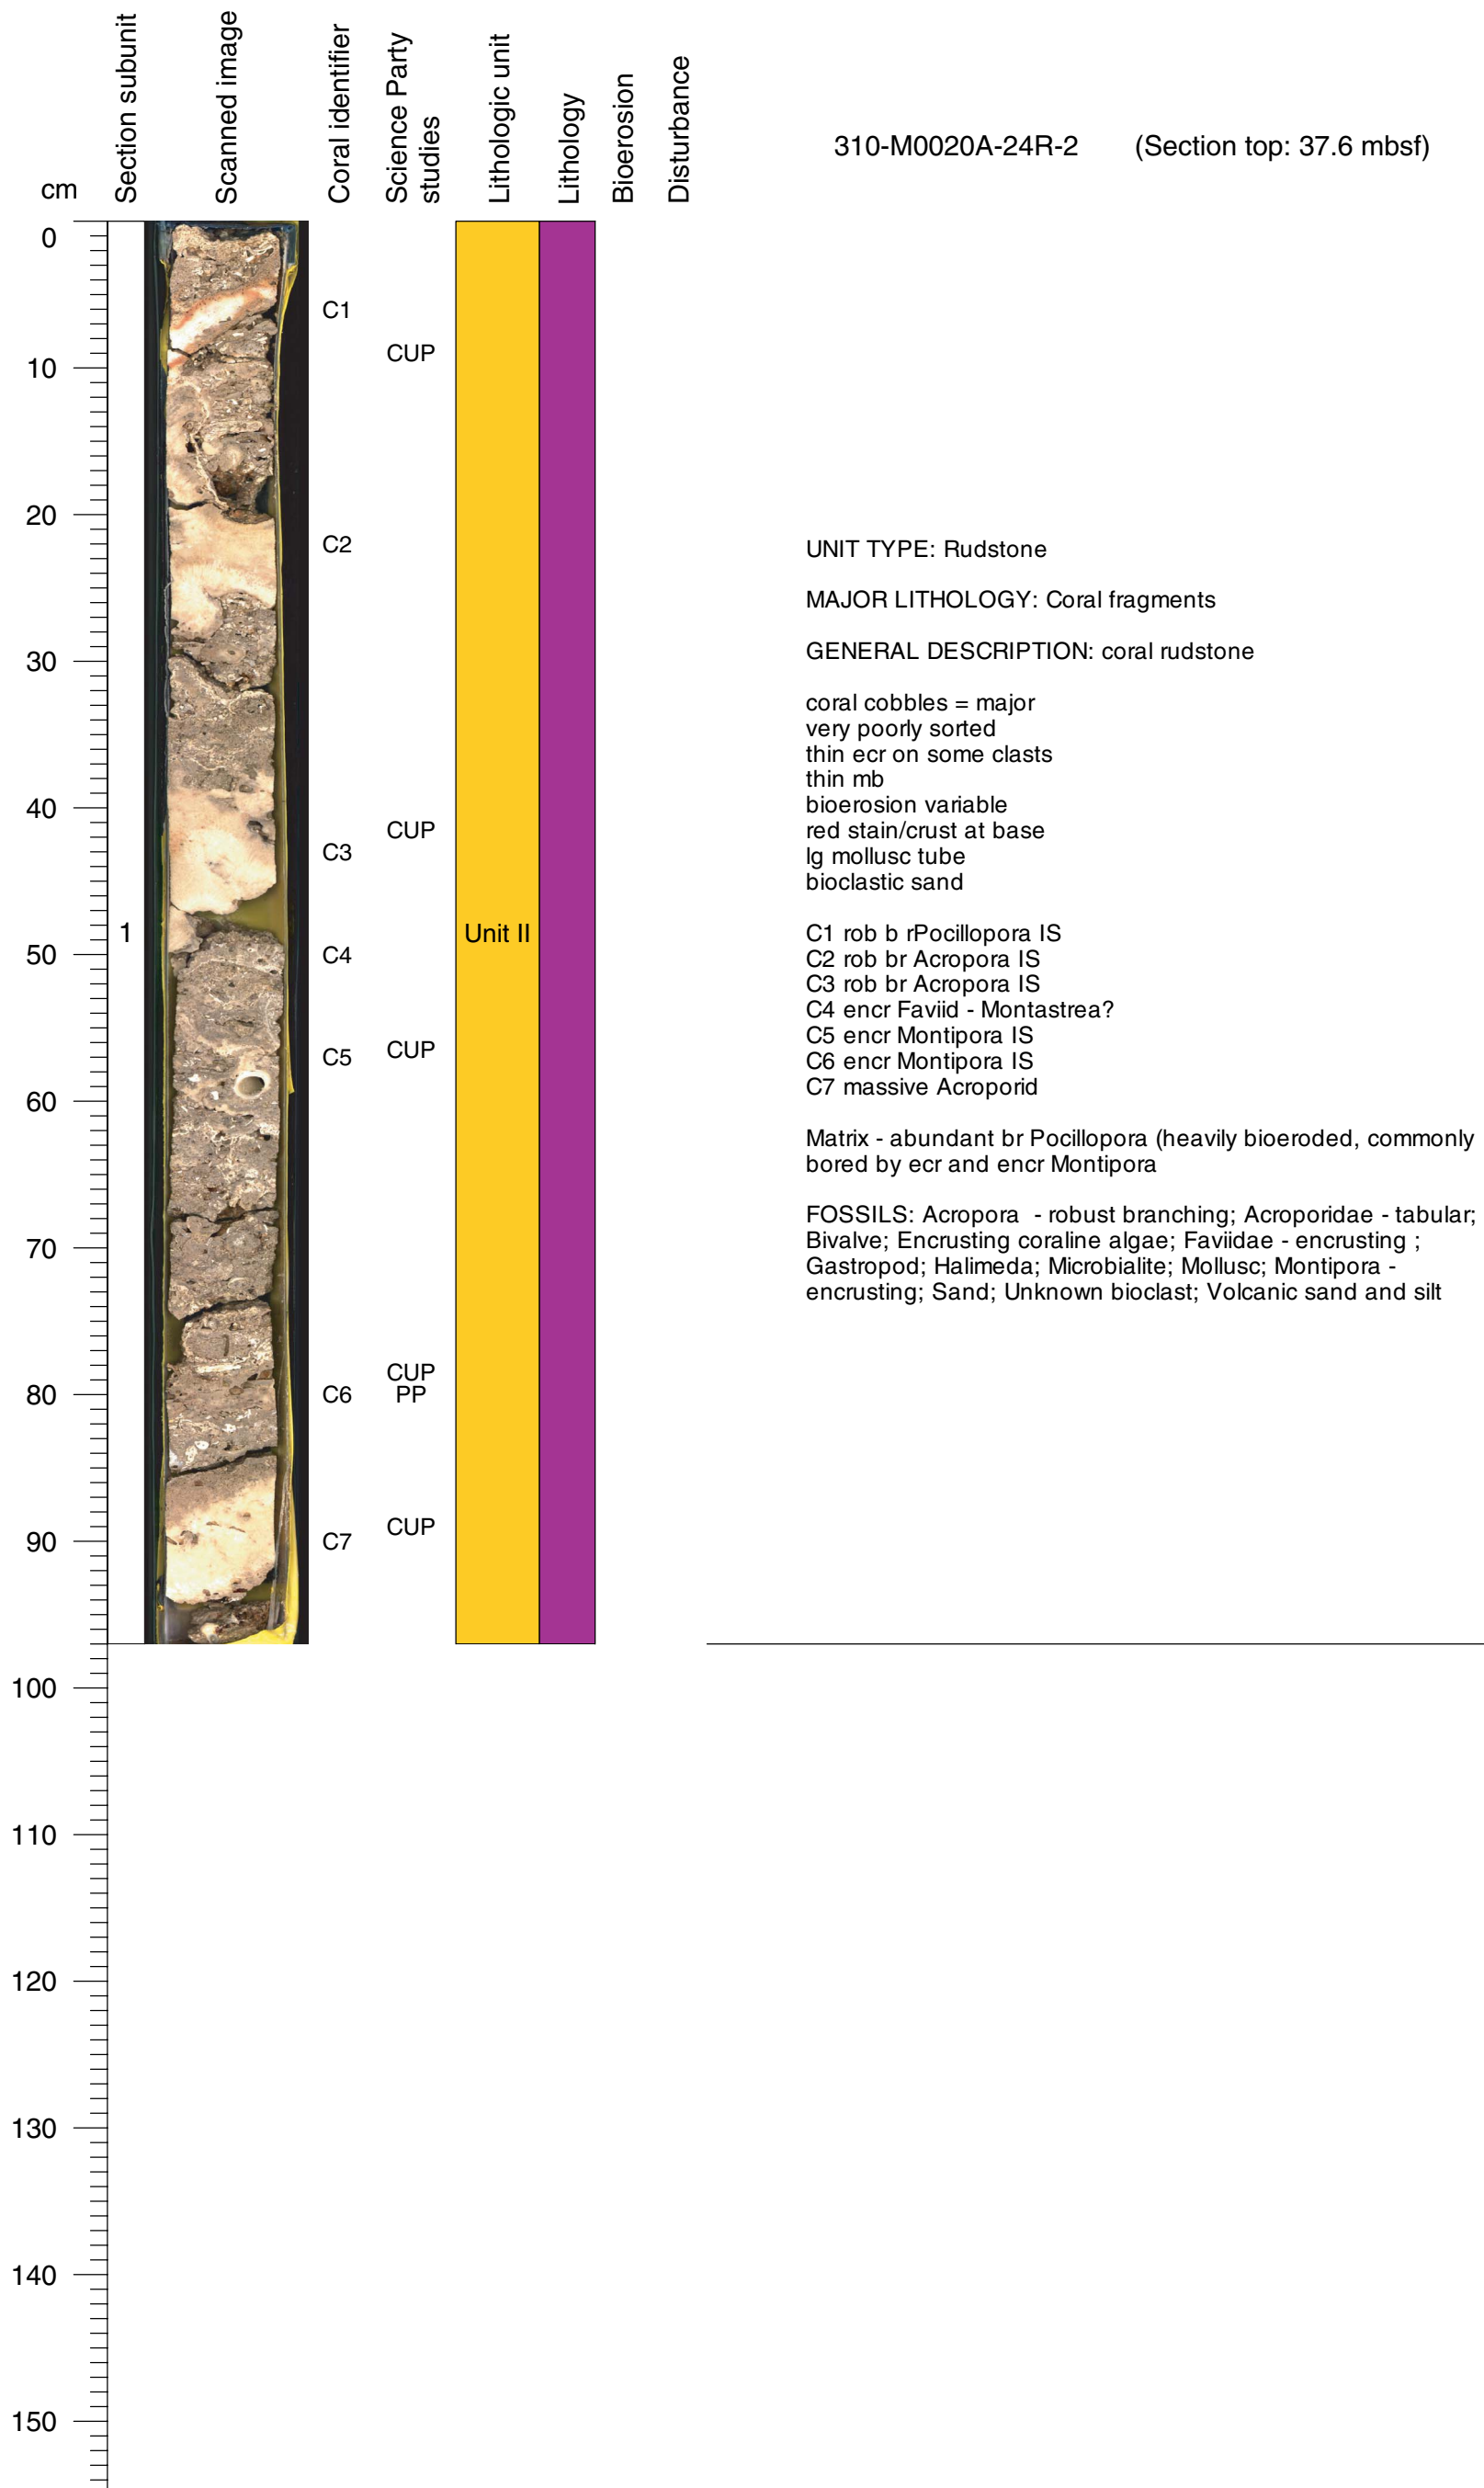 cm
Section subunit
Scanned image
Coral identifier
Science Party
studies
Lithologic unit
Lithology
Bioerosion
Disturbance
310-M0020A-24R-2 (Section top: 37.6 mbsf)
0
10
20
30
40
50
60
70
80
90
100
110
120
130
140
150
1
C1
C2
C3
C4
C5
C6
C7
CUP
CUP
CUP
CUP
PP
CUP
Unit II
UNIT TYPE: Rudstone
MAJOR LITHOLOGY: Coral fragments
GENERAL DESCRIPTION: coral rudstone
coral cobbles = major
very poorly sorted
thin ecr on some clasts
thin mb
bioerosion variable
red stain/crust at base
lg mollusc tube
bioclastic sand
C1 rob b rPocillopora IS
C2 rob br Acropora IS
C3 rob br Acropora IS
C4 encr Faviid - Montastrea?
C5 encr Montipora IS
C6 encr Montipora IS
C7 massive Acroporid
Matrix - abundant br Pocillopora (heavily bioeroded, commonly
bored by ecr and encr Montipora
FOSSILS: Acropora  - robust branching; Acroporidae - tabular;
Bivalve; Encrusting coraline algae; Faviidae - encrusting ;
Gastropod; Halimeda; Microbialite; Mollusc; Montipora -
encrusting; Sand; Unknown bioclast; Volcanic sand and silt